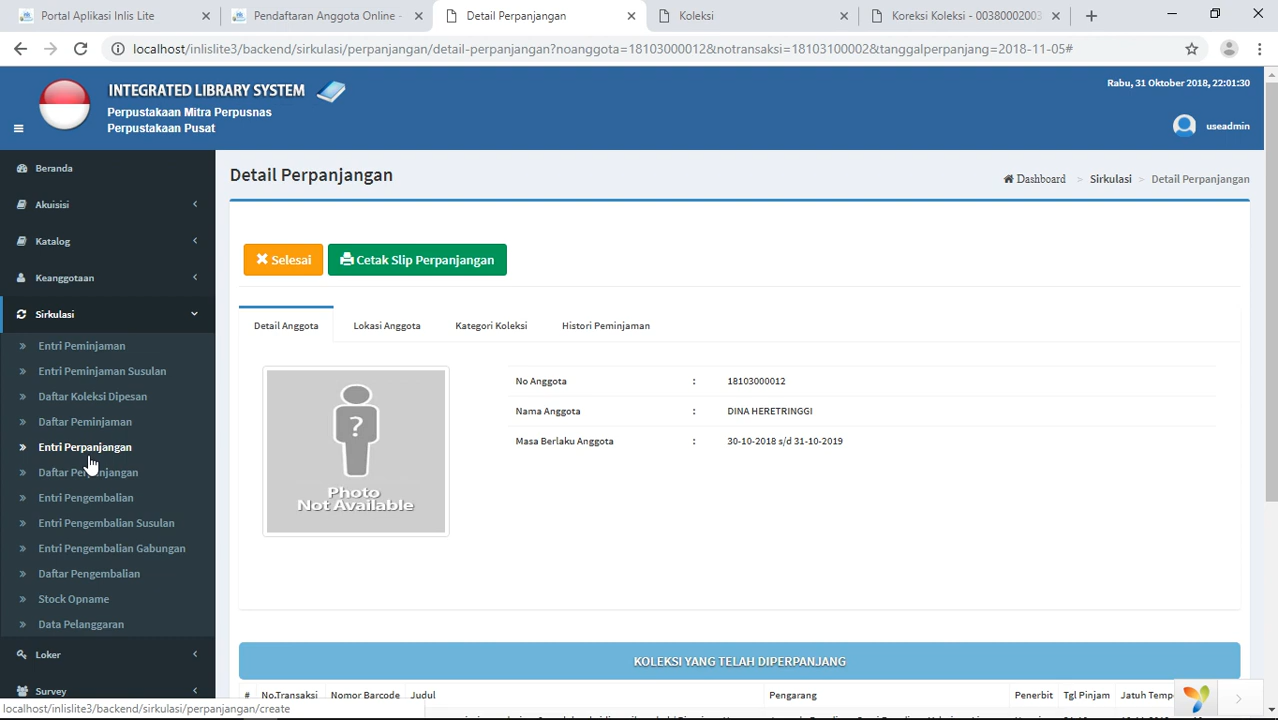 Portal Aplikasi Inlis Lite
Pendaftaran Anggota Online -
Detail Perpanjangan
Koleksi
Koreksi Koleksi - 00380002003
localhost/inlislite3/backend/sirkulasi/perpanjangan/detail-perpanjangan?noanggota=18103000012&notransaksi=18103100002&tanggalperpanjang=2018-11-05#
INTEGRATED LIBRARY SYSTEM
Perpustakaan Mitra Perpusnas
Perpustakaan Pusat
Rabu, 31 Oktober 2018, 22:01:30
useadmin
Beranda
Akuisisi
Katalog
Keanggotaan
Sirkulasi
Entri Peminjaman
Entri Peminjaman Susulan
Daftar Koleksi Dipesan
Daftar Peminjaman
Entri Perpanjangan
Daftar Perpanjangan
Entri Pengembalian
Entri Pengembalian Susulan
Entri Pengembalian Gabungan
Daftar Pengembalian
Stock Opname
Data Pelanggaran
Loker
Survey
localhost/inlislite3/backend/sirkulasi/perpanjangan/create
Detail Perpanjangan
Dashboard > Sirkulasi > Detail Perpanjangan
Selesai
Cetak Slip Perpanjangan
Detail Anggota
Lokasi Anggota
Kategori Koleksi
Histori Peminjaman
?
Photo
Not Available
No Anggota : 18103000012
Nama Anggota : DINA HERETRINGGI
Masa Berlaku Anggota : 30-10-2018 s/d 31-10-2019
KOLEKSI YANG TELAH DIPERPANJANG
# No.Transaksi Nomor Barcode Judul Pengarang Penerbit Tgl Pinjam Jatuh Tempo